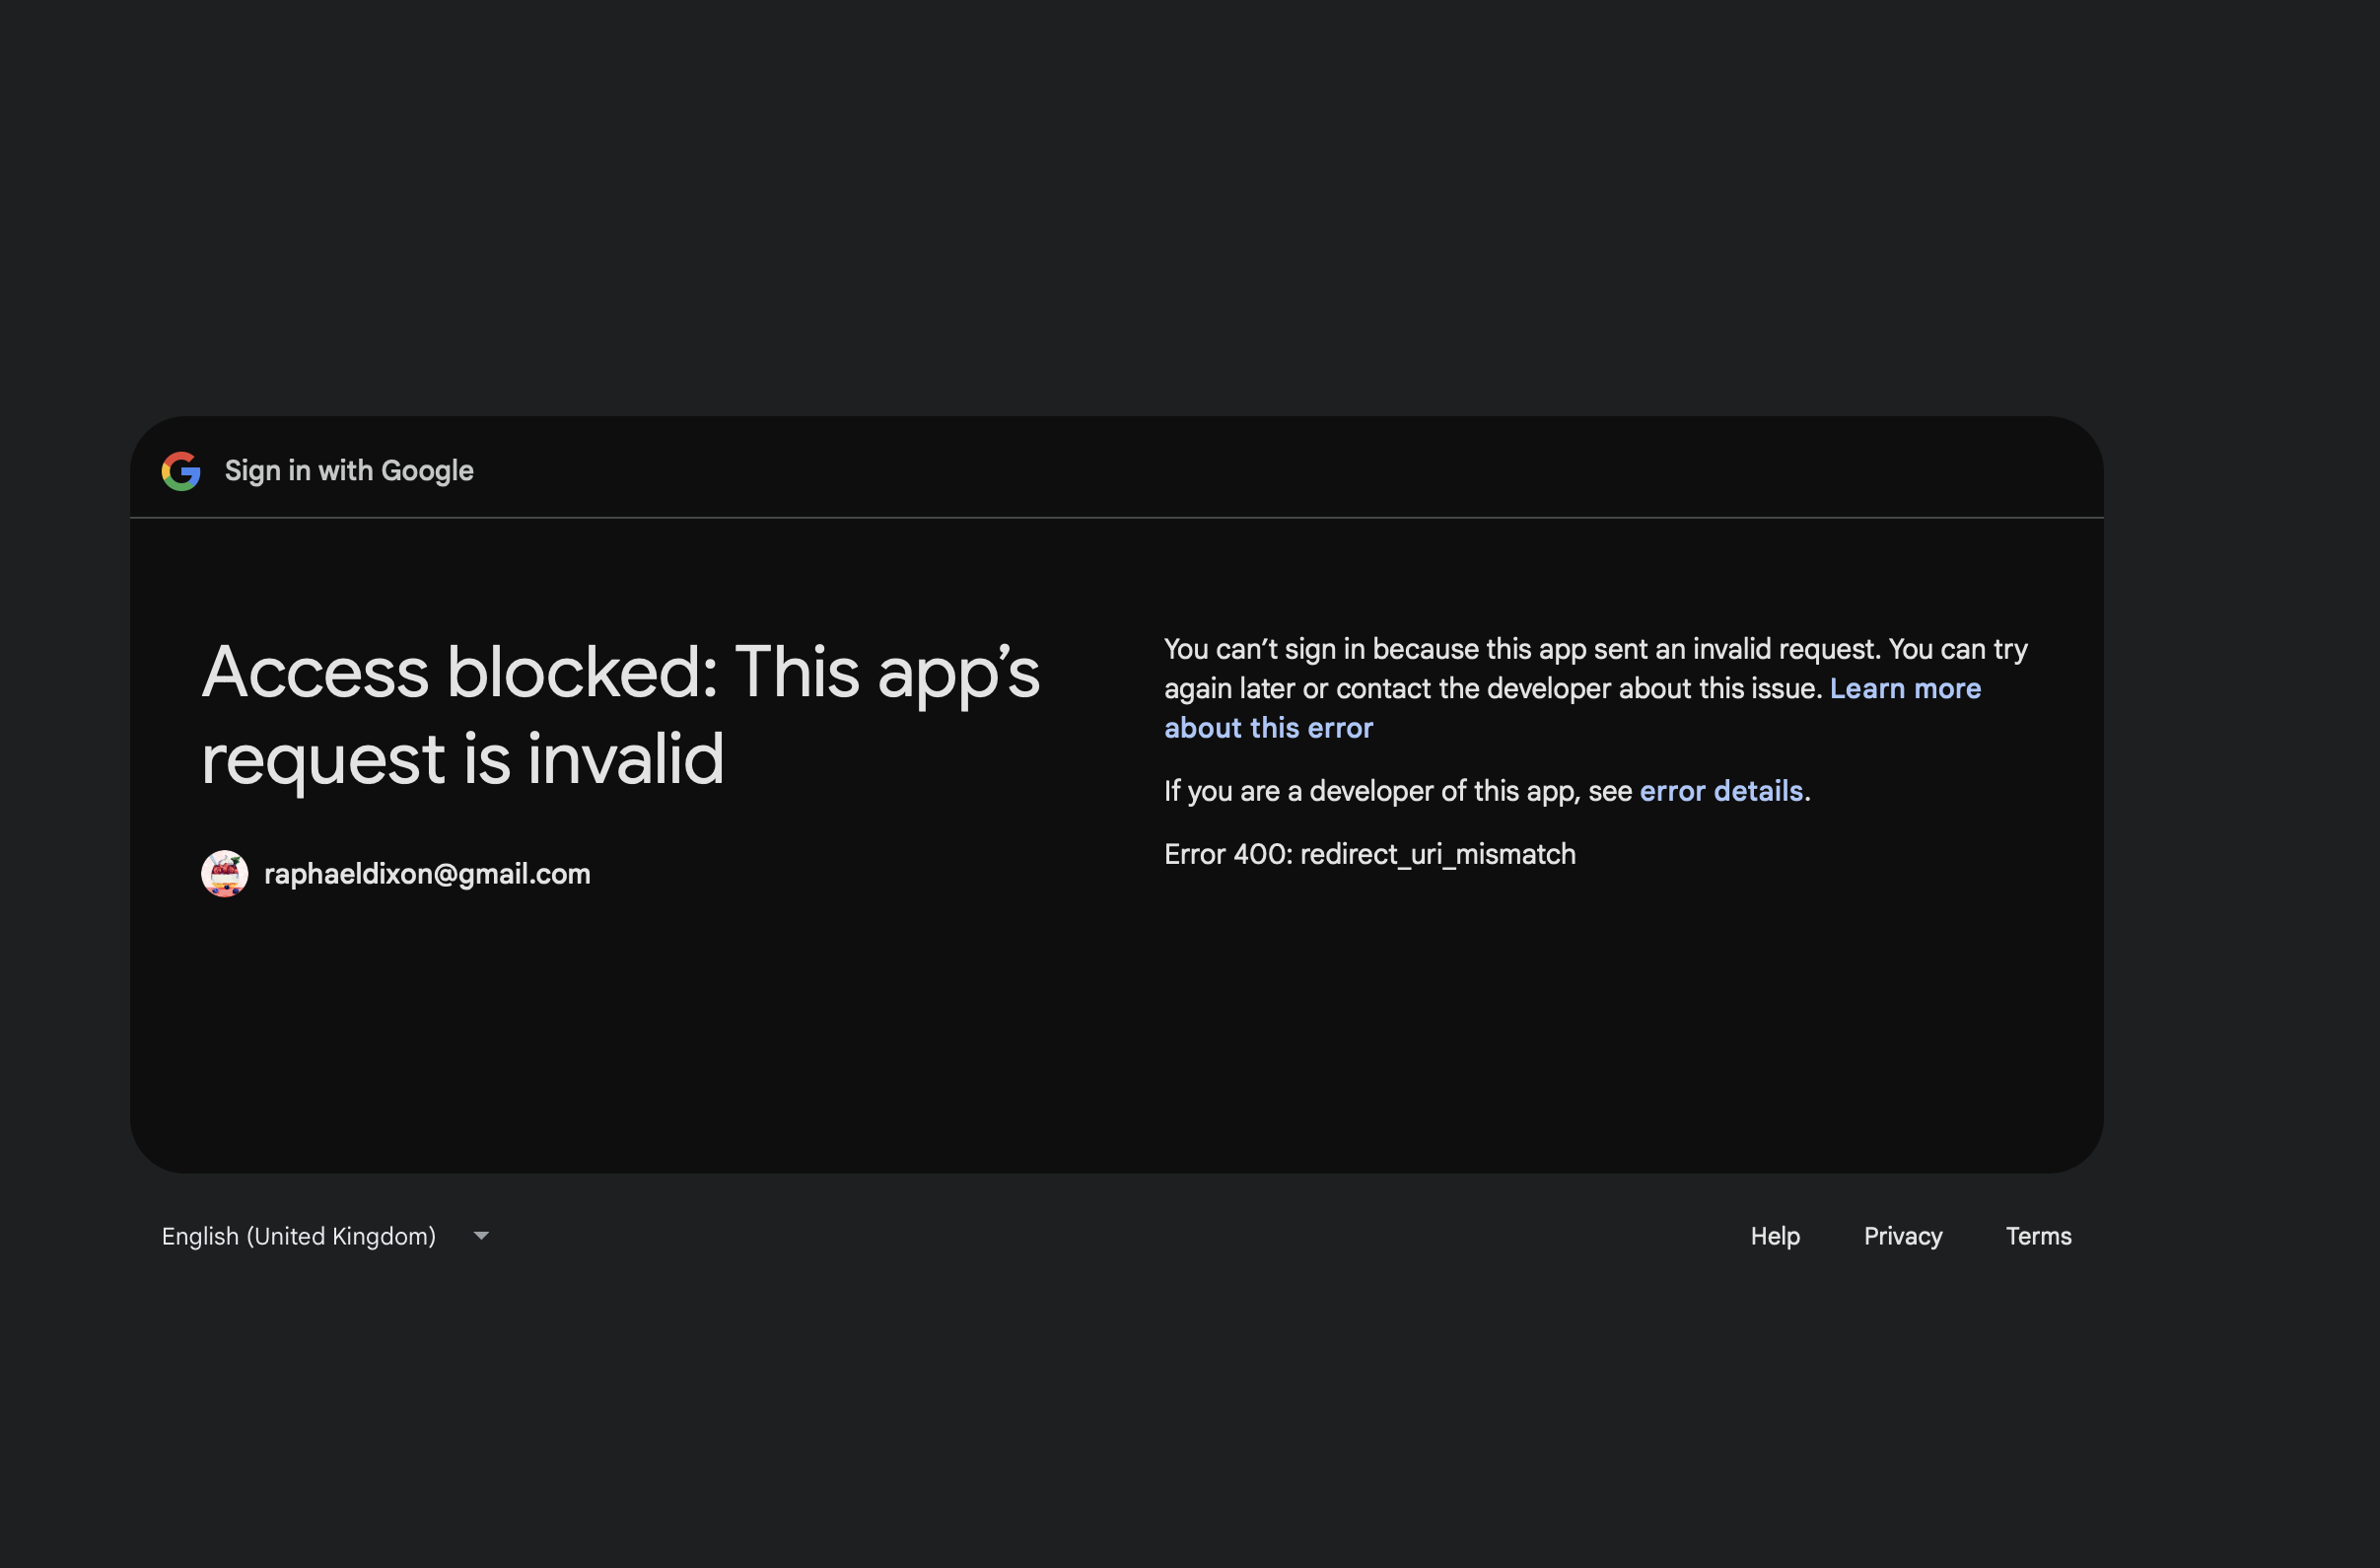 Sign in with Google
Access blocked: This app’s
request is invalid
raphaeldixon@gmail.com
You can’t sign in because this app sent an invalid request. You can try
again later or contact the developer about this issue. Learn more
about this error
If you are a developer of this app, see error details.
Error 400: redirect_uri_mismatch
English (United Kingdom)
Help Privacy Terms